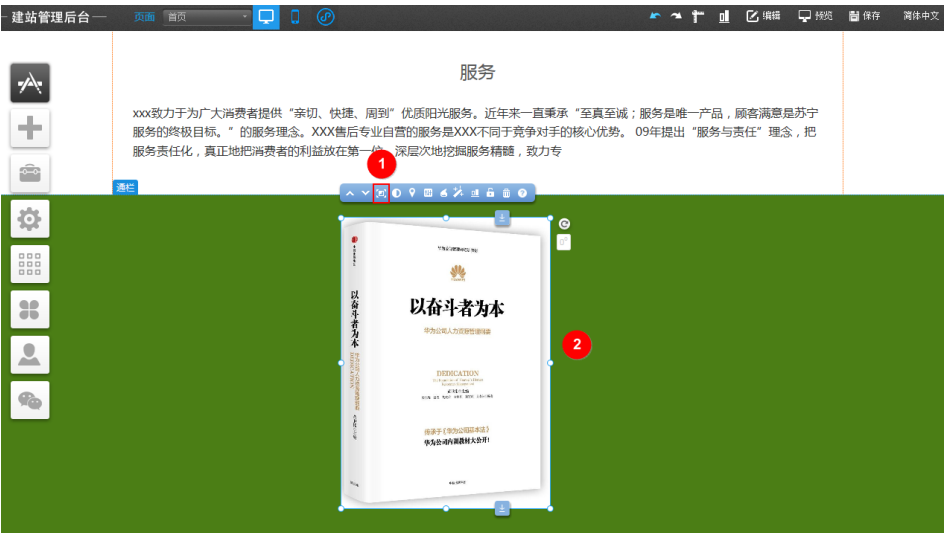 建站管理后台
页面 首页
编辑 预览 保存 简体中文
服务
xxx致力于为广大消费者提供“亲切、快捷、周到”优质阳光服务。近年来一直秉承“至真至诚；服务是唯一产品，顾客满意是苏宁
服务的终极目标。”的服务理念。XXX售后专业自营的服务是XXX不同于竞争对手的核心优势。 09年提出“服务与责任”理念，把
服务责任化，真正地把消费者的利益放在第一位，深层次地挖掘服务精髓，致力专
1
通栏
以奋斗者为本
DEDICATION
以奋斗者为本
华为公司人力资源管理纲要
2
DEDICATION
传承于《华为公司基本法》
华为公司内训教材大公开!